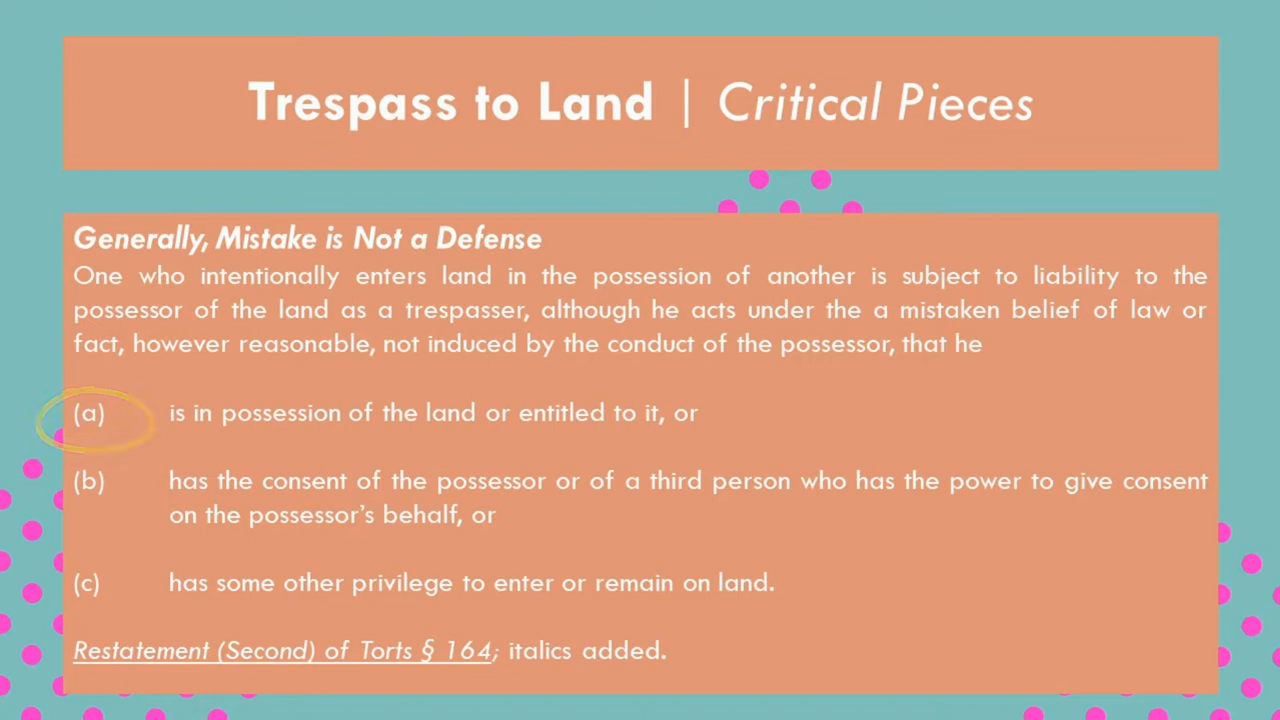 Trespass to Land | Critical Pieces
Generally, Mistake is Not a Defense
One who intentionally enters land in the possession of another is subject to liability to the
possessor of the land as a trespasser, although he acts under the a mistaken belief of law or
fact, however reasonable, not induced by the conduct of the possessor, that he
(a) is in possession of the land or entitled to it, or
(b) has the consent of the possessor or of a third person who has the power to give consent
on the possessor's behalf, or
(c) has some other privilege to enter or remain on land.
Restatement (Second) of Torts § 164; italics added.